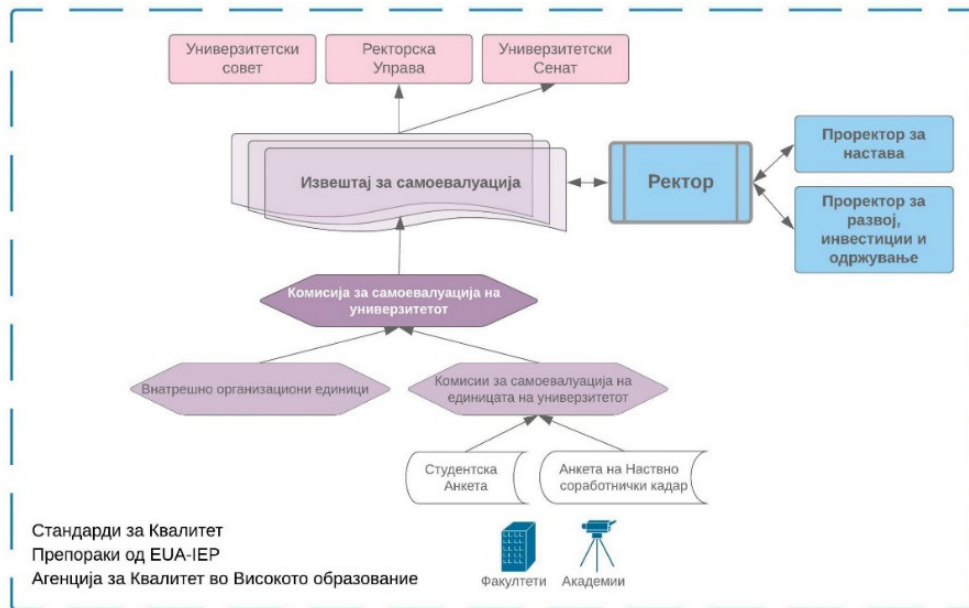 Универзитетски
совет
Ректорска
Управа
Универзитетски
Сенат
Извештај за самоевалуација
Ректор
Проректор за
настава
Проректор за
развој,
инвестиции и
одржување
Комисија за самоевалуација на
универзитетот
Внатрешно организациони единици
Комисии за самоевалуација на
единицата на универзитетот
Студентска
Анкета
Анкета на Наствно
соработнички кадар
Стандарди за Квалитет
Препораки од EUA-IEP
Агенција за Квалитет во Високото образование
Факултети
Академии